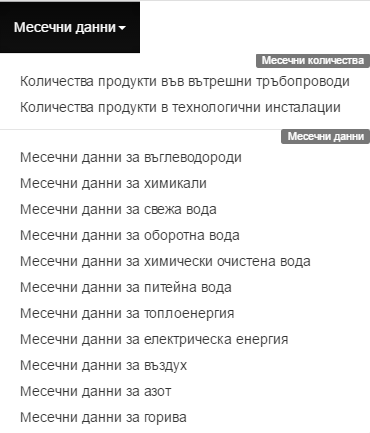 Месечни данни
Месечни количества
Количества продукти във вътрешни тръбопроводи
Количества продукти в технологични инсталации
Месечни данни
Месечни данни за въглеводороди
Месечни данни за химикали
Месечни данни за свежа вода
Месечни данни за оборотна вода
Месечни данни за химически очистена вода
Месечни данни за питейна вода
Месечни данни за топлоенергия
Месечни данни за електрическа енергия
Месечни данни за въздух
Месечни данни за азот
Месечни данни за горива